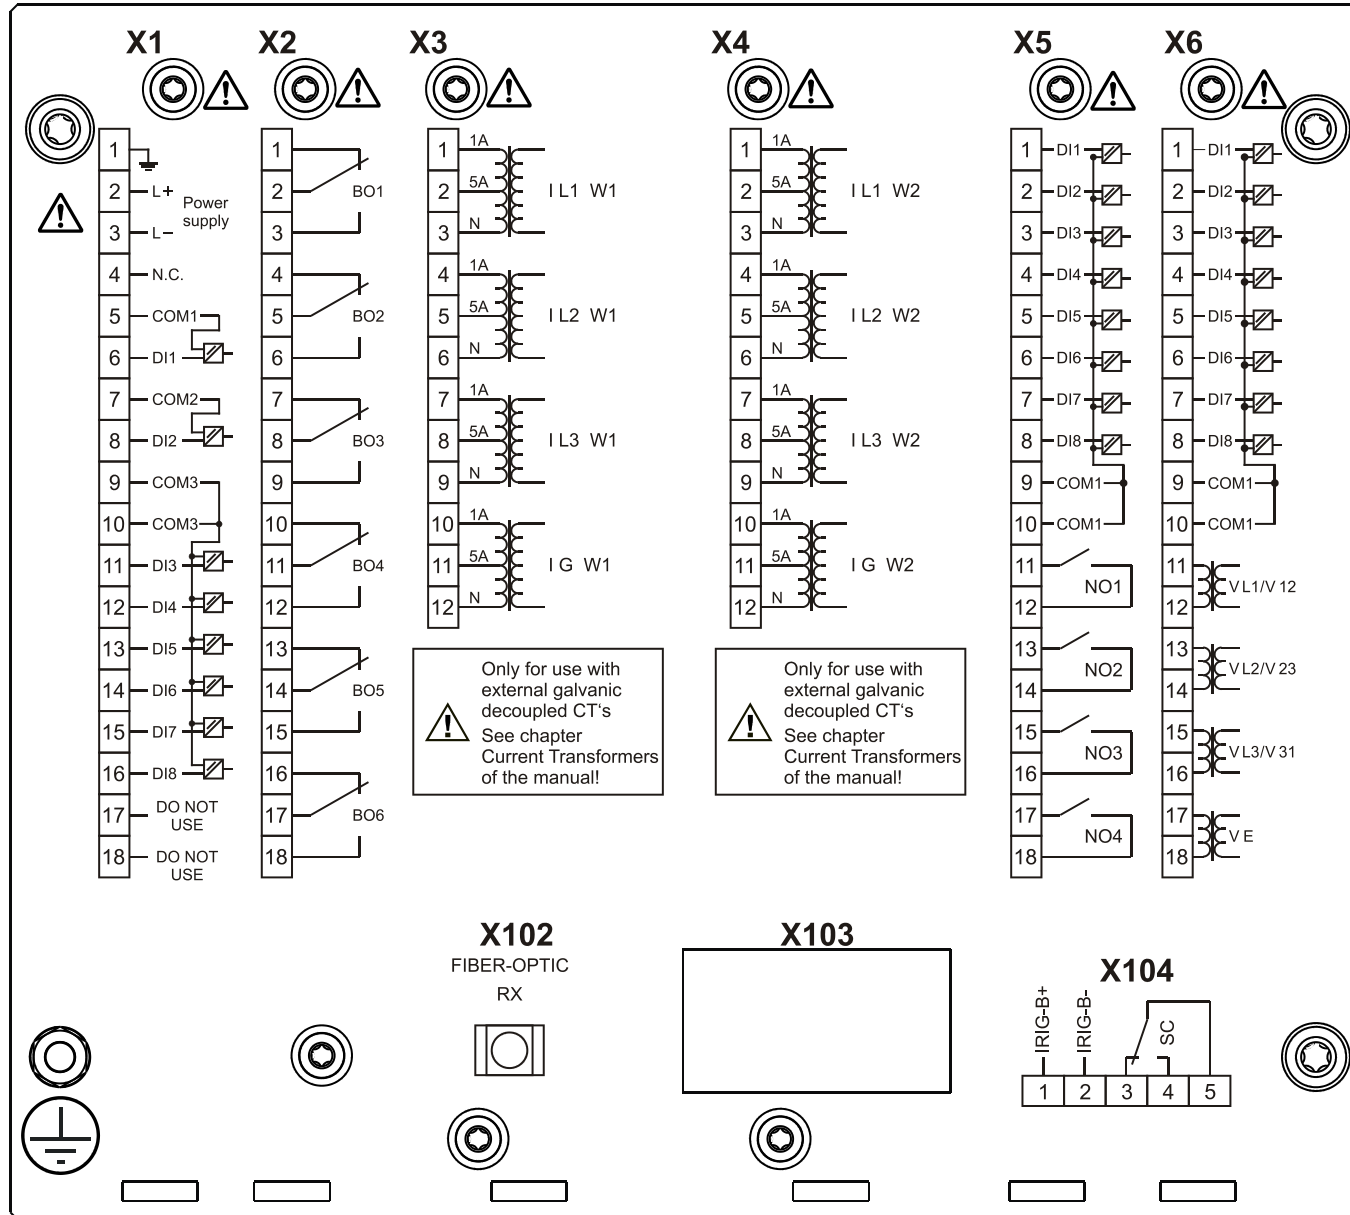 X1
X2
X3
X4
X5
X6
1
2 L+
Power
supply
3 L−
4 N.C.
5 COM1
6 DI1
7 COM2
8 DI2
9 COM3
10 COM3
11 DI3
12 DI4
13 DI5
14 DI6
15 DI7
16 DI8
17 DO NOT
USE
18 DO NOT
USE
1
2 BO1
3
4
5 BO2
6
7
8 BO3
9
10
11 BO4
12
13
14 BO5
15
16
17 BO6
18
1 1A
2 5A I L1 W1
3 N
4 1A
5 5A I L2 W1
6 N
7 1A
8 5A I L3 W1
9 N
10 1A
11 5A I G W1
12 N
Only for use with
external galvanic
decoupled CT's
See chapter
Current Transformers
of the manual!
1 1A
2 5A I L1 W2
3 N
4 1A
5 5A I L2 W2
6 N
7 1A
8 5A I L3 W2
9 N
10 1A
11 5A I G W2
12 N
Only for use with
external galvanic
decoupled CT's
See chapter
Current Transformers
of the manual!
1 DI1
2 DI2
3 DI3
4 DI4
5 DI5
6 DI6
7 DI7
8 DI8
9 COM1
10 COM1
11
NO1
12
13
NO2
14
15
NO3
16
17
NO4
18
1 DI1
2 DI2
3 DI3
4 DI4
5 DI5
6 DI6
7 DI7
8 DI8
9 COM1
10 COM1
11
V L1/V 12
12
13
V L2/V 23
14
15
V L3/V 31
16
17
V E
18
X102
FIBER-OPTIC
RX
X103
X104
IRIG-B+
IRIG-B-
SC
1 2 3 4 5